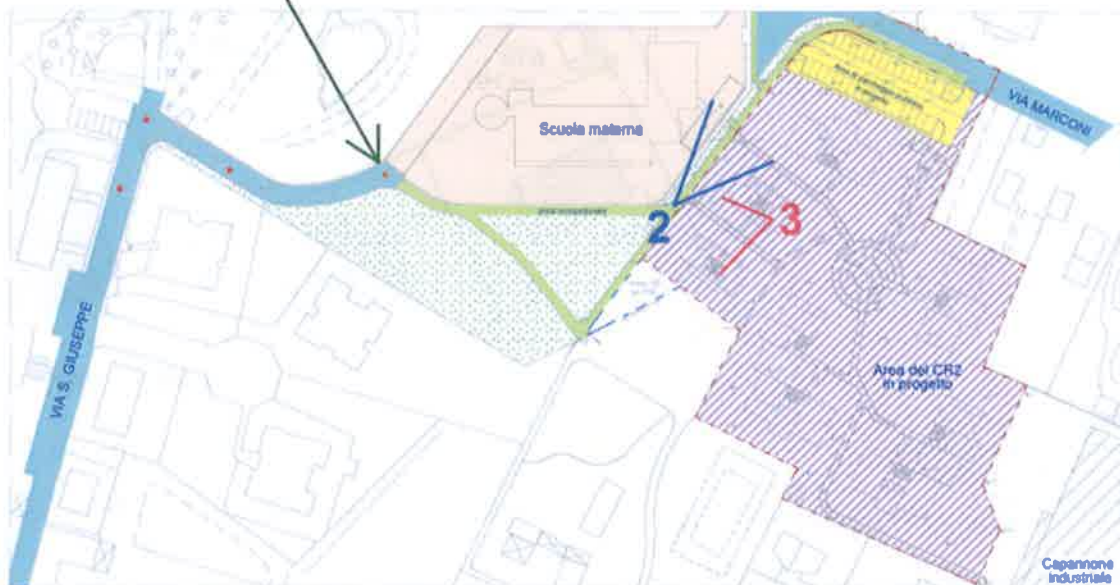 Scuola materna
VIA MARCONI
2
3
VIA S. GIUSEPPE
Area del CR2
in progetto
Capannone
industriale